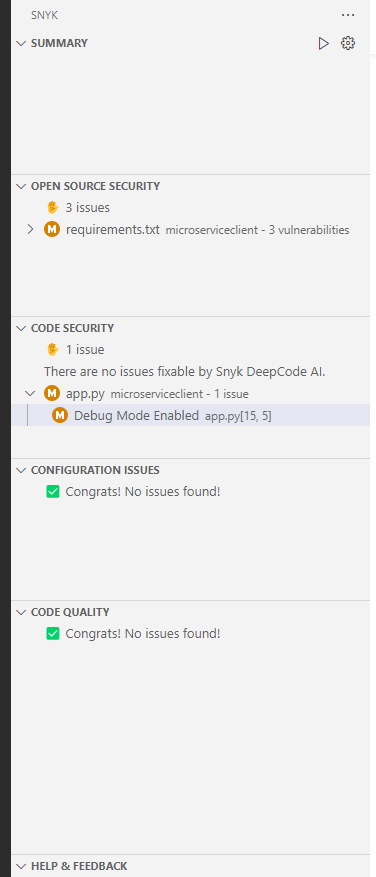 SNYK
SUMMARY
OPEN SOURCE SECURITY
3 issues
M requirements.txt microserviceclient - 3 vulnerabilities
CODE SECURITY
1 issue
There are no issues fixable by Snyk DeepCode AI.
M app.py microserviceclient - 1 issue
M Debug Mode Enabled app.py[15, 5]
CONFIGURATION ISSUES
Congrats! No issues found!
CODE QUALITY
Congrats! No issues found!
HELP & FEEDBACK